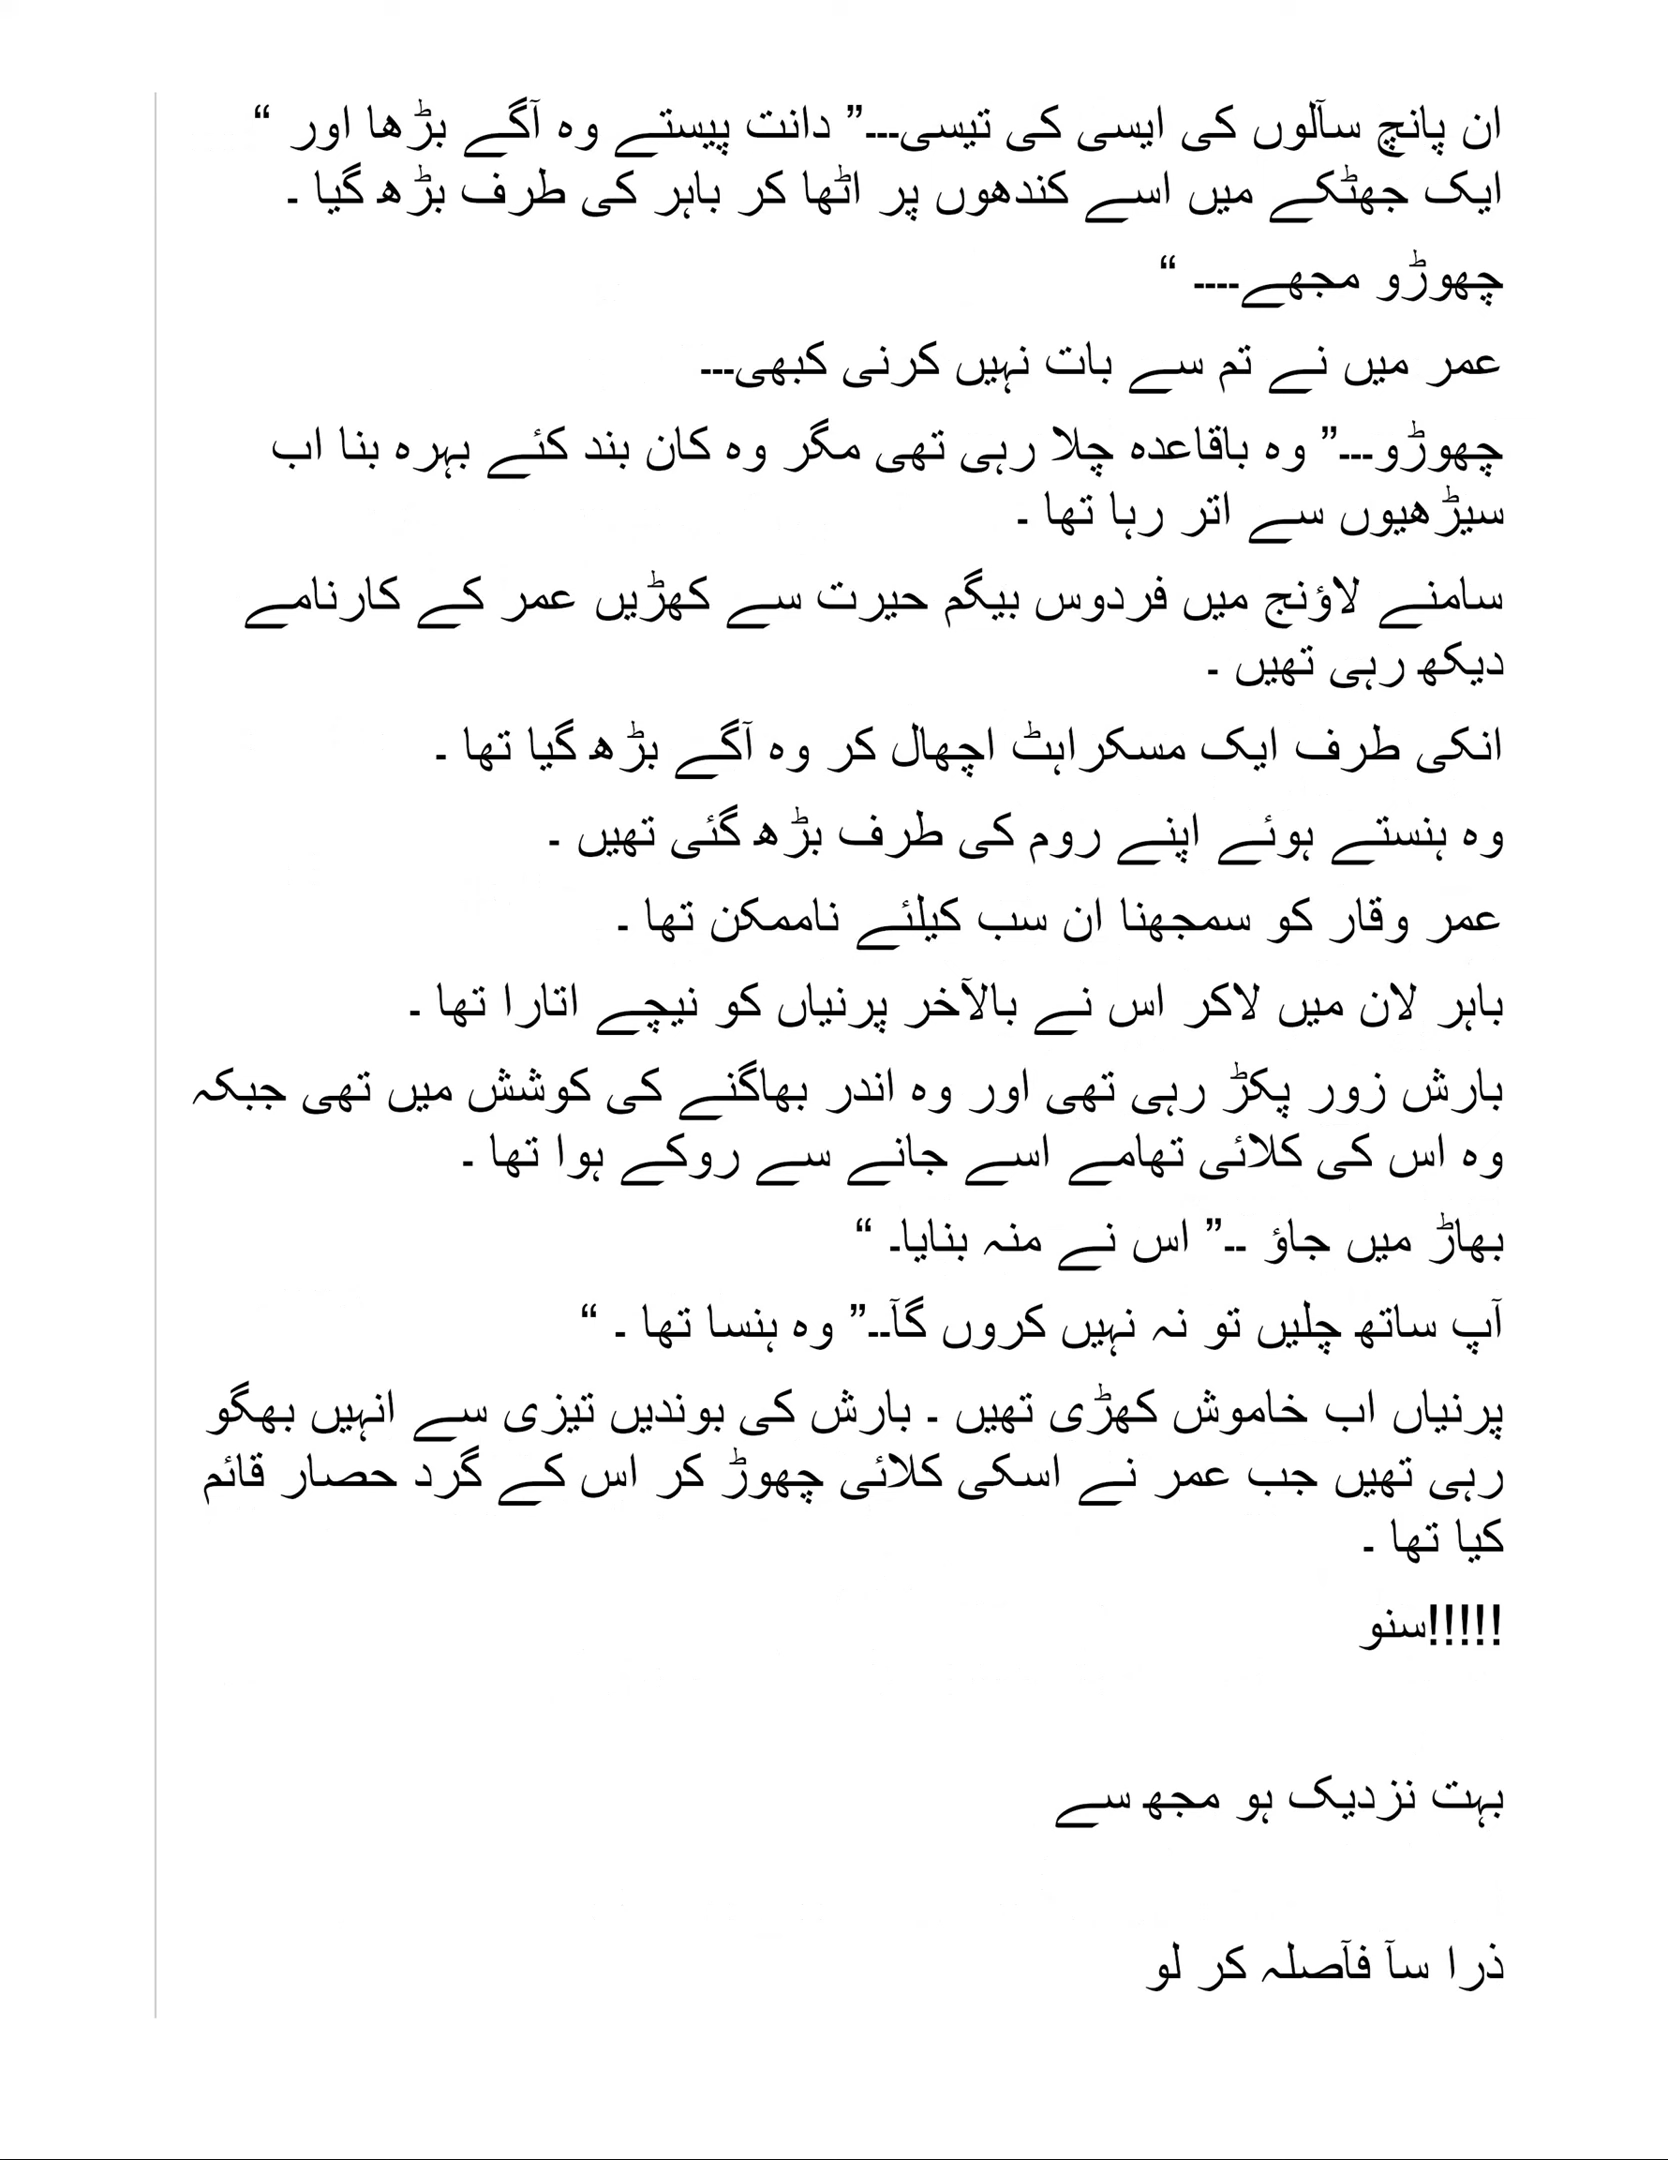 ان پانچ سآلوں کی ایسی کی تیسی---” دانت پیستے وہ آگے بڑھا اور “
ایک جھٹکے میں اسے کندھوں پر اٹھا کر باہر کی طرف بڑھ گیا ۔
چھوڑو مجھے---- “
عمر میں نے تم سے بات نہیں کرنی کبھی---
چھوڑو---” وہ باقاعدہ چلا رہی تھی مگر وہ کان بند کئے بہرہ بنا اب
سیڑھیوں سے اتر رہا تھا ۔
سامنے لاؤنج میں فردوس بیگم حیرت سے کھڑیں عمر کے کارنامے
دیکھ رہی تھیں ۔
انکی طرف ایک مسکراہٹ اچھال کر وہ آگے بڑھ گیا تھا ۔
وہ ہنستے ہوئے اپنے روم کی طرف بڑھ گئی تھیں ۔
عمر وقار کو سمجھنا ان سب کیلئے ناممکن تھا ۔
باہر لان میں لاکر اس نے بالآخر پرنیاں کو نیچے اتارا تھا ۔
بارش زور پکڑ رہی تھی اور وہ اندر بھاگنے کی کوشش میں تھی جبکہ
وہ اس کی کلائی تھامے اسے جانے سے روکے ہوا تھا ۔
بھاڑ میں جاؤ --” اس نے منہ بنایا۔ “
آپ ساتھ چلیں تو نہ نہیں کروں گآ--” وہ ہنسا تھا ۔ “
پرنیاں اب خاموش کھڑی تھیں ۔ بارش کی بوندیں تیزی سے انہیں بھگو
رہی تھیں جب عمر نے اسکی کلائی چھوڑ کر اس کے گرد حصار قائم
کیا تھا ۔
!!!!!سنو
بہت نزدیک ہو مجھ سے
ذرا سآ فآصلہ کر لو